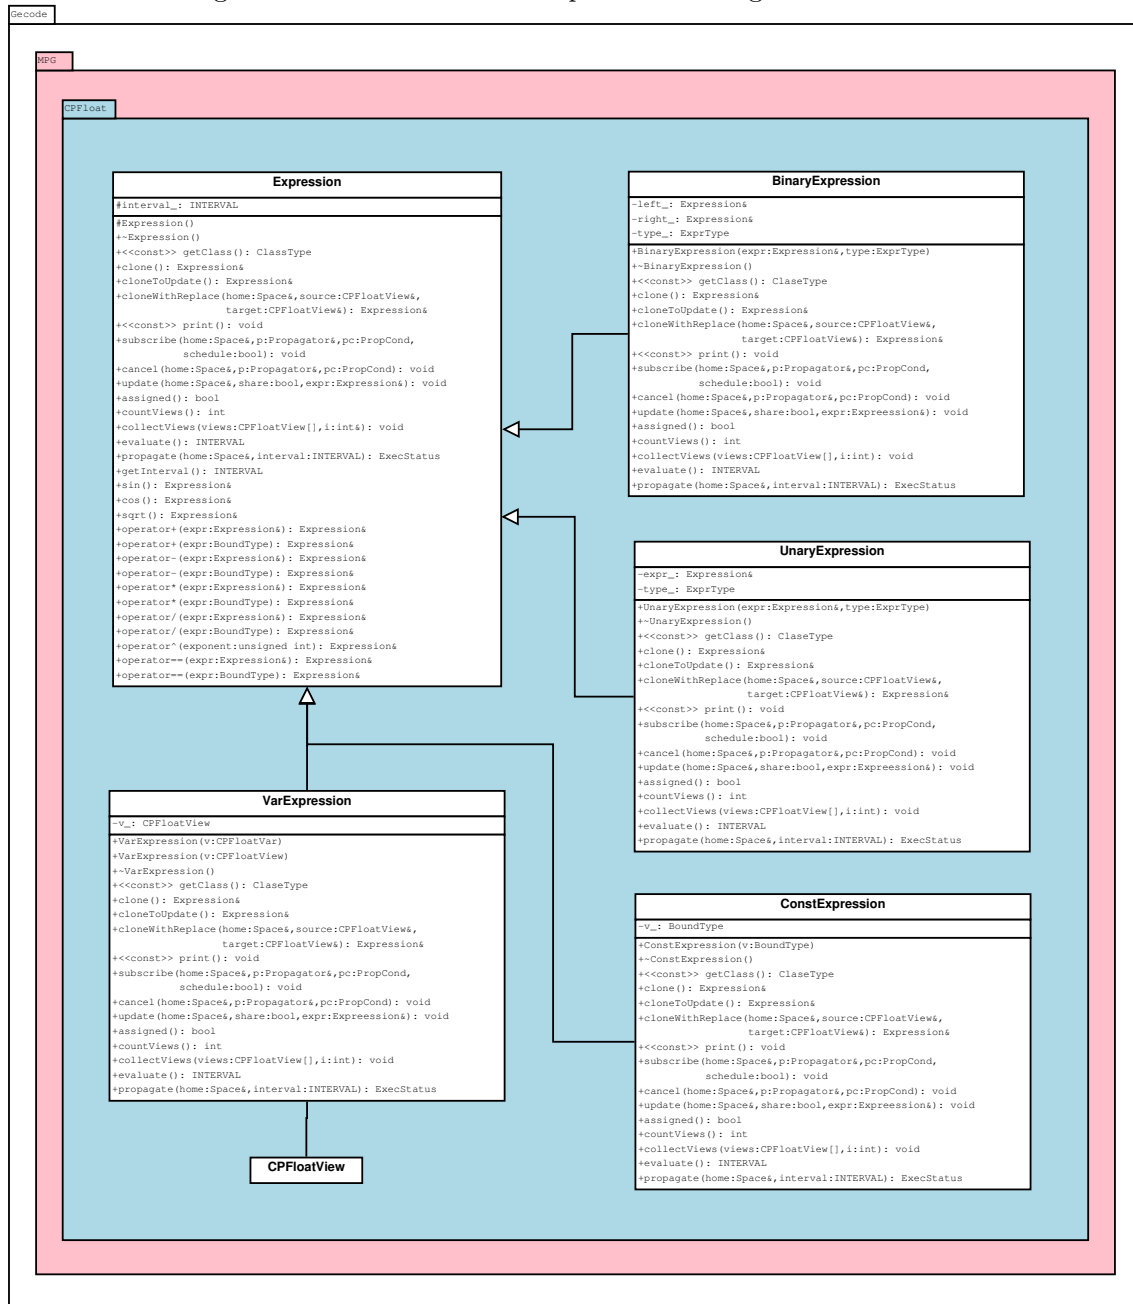 Gecode
MPG
CPFloat
Expression
#interval_: INTERVAL
#Expression()
+~Expression()
+<<const>> getClass(): ClassType
+clone(): Expression&
+cloneToUpdate(): Expression&
+cloneWithReplace(home:Space&,source:CPFloatView&,
target:CPFloatView&): Expression&
+<<const>> print(): void
+subscribe(home:Space&,p:Propagator&,pc:PropCond,
schedule:bool): void
+cancel(home:Space&,p:Propagator&,pc:PropCond): void
+update(home:Space&,share:bool,expr:Expression&): void
+assigned(): bool
+countViews(): int
+collectViews(views:CPFloatView[],i:int&): void
+evaluate(): INTERVAL
+propagate(home:Space&,interval:INTERVAL): ExecStatus
+getInterval(): INTERVAL
+sin(): Expression&
+cos(): Expression&
+sqrt(): Expression&
+operator+(expr:Expression&): Expression&
+operator+(expr:BoundType): Expression&
+operator-(expr:Expression&): Expression&
+operator-(expr:BoundType): Expression&
+operator*(expr:Expression&): Expression&
+operator*(expr:BoundType): Expression&
+operator/(expr:Expression&): Expression&
+operator/(expr:BoundType): Expression&
+operator^(exponent:unsigned int): Expression&
+operator==(expr:Expression&): Expression&
+operator==(expr:BoundType): Expression&
BinaryExpression
-left_: Expression&
-right_: Expression&
-type_: ExprType
+BinaryExpression(expr:Expression&,type:ExprType)
+~BinaryExpression()
+<<const>> getClass(): ClaseType
+clone(): Expression&
+cloneToUpdate(): Expression&
+cloneWithReplace(home:Space&,source:CPFloatView&,
target:CPFloatView&): Expression&
+<<const>> print(): void
+subscribe(home:Space&,p:Propagator&,pc:PropCond,
schedule:bool): void
+cancel(home:Space&,p:Propagator&,pc:PropCond): void
+update(home:Space&,share:bool,expr:Expreession&): void
+assigned(): bool
+countViews(): int
+collectViews(views:CPFloatView[],i:int): void
+evaluate(): INTERVAL
+propagate(home:Space&,interval:INTERVAL): ExecStatus
UnaryExpression
-expr_: Expression&
-type_: ExprType
+UnaryExpression(expr:Expression&,type:ExprType)
+~UnaryExpression()
+<<const>> getClass(): ClaseType
+clone(): Expression&
+cloneToUpdate(): Expression&
+cloneWithReplace(home:Space&,source:CPFloatView&,
target:CPFloatView&): Expression&
+<<const>> print(): void
+subscribe(home:Space&,p:Propagator&,pc:PropCond,
schedule:bool): void
+cancel(home:Space&,p:Propagator&,pc:PropCond): void
+update(home:Space&,share:bool,expr:Expreession&): void
+assigned(): bool
+countViews(): int
+collectViews(views:CPFloatView[],i:int): void
+evaluate(): INTERVAL
+propagate(home:Space&,interval:INTERVAL): ExecStatus
VarExpression
-v_: CPFloatView
+VarExpression(v:CPFloatVar)
+VarExpression(v:CPFloatView)
+~VarExpression()
+<<const>> getClass(): ClaseType
+clone(): Expression&
+cloneToUpdate(): Expression&
+cloneWithReplace(home:Space&,source:CPFloatView&,
target:CPFloatView&): Expression&
+<<const>> print(): void
+subscribe(home:Space&,p:Propagator&,pc:PropCond,
schedule:bool): void
+cancel(home:Space&,p:Propagator&,pc:PropCond): void
+update(home:Space&,share:bool,expr:Expreession&): void
+assigned(): bool
+countViews(): int
+collectViews(views:CPFloatView[],i:int): void
+evaluate(): INTERVAL
+propagate(home:Space&,interval:INTERVAL): ExecStatus
CPFloatView
ConstExpression
-v_: BoundType
+ConstExpression(v:BoundType)
+~ConstExpression()
+<<const>> getClass(): ClaseType
+clone(): Expression&
+cloneToUpdate(): Expression&
+cloneWithReplace(home:Space&,source:CPFloatView&,
target:CPFloatView&): Expression&
+<<const>> print(): void
+subscribe(home:Space&,p:Propagator&,pc:PropCond,
schedule:bool): void
+cancel(home:Space&,p:Propagator&,pc:PropCond): void
+update(home:Space&,share:bool,expr:Expreession&): void
+assigned(): bool
+countViews(): int
+collectViews(views:CPFloatView[],i:int): void
+evaluate(): INTERVAL
+propagate(home:Space&,interval:INTERVAL): ExecStatus